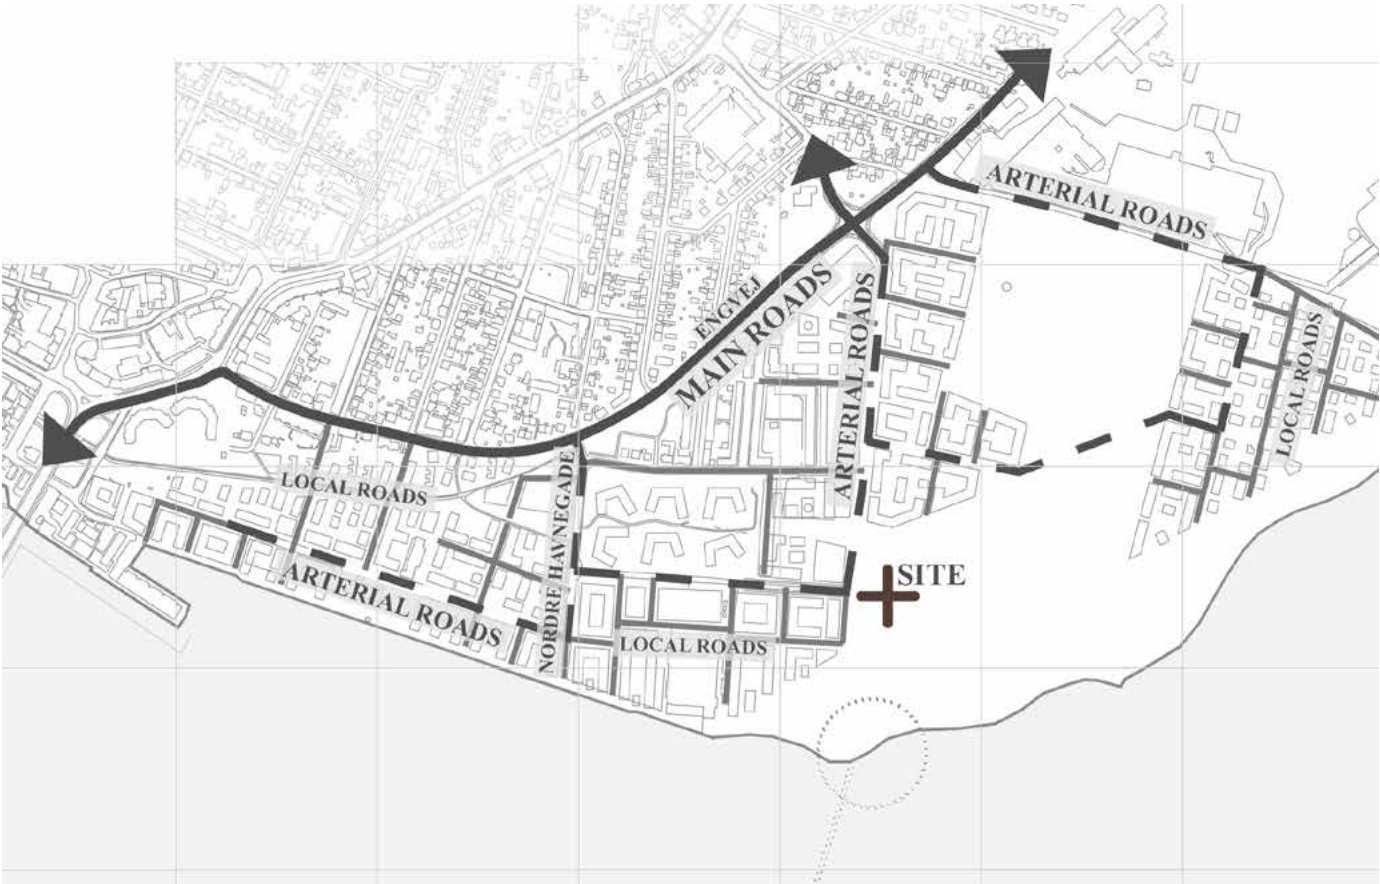 ARTERIAL ROADS
ENGVEJ
MAIN ROADS
ARTERIAL ROADS
LOCAL ROADS
LOCAL ROADS
NORDRE HAVNEGADE
ARTERIAL ROADS
SITE
LOCAL ROADS